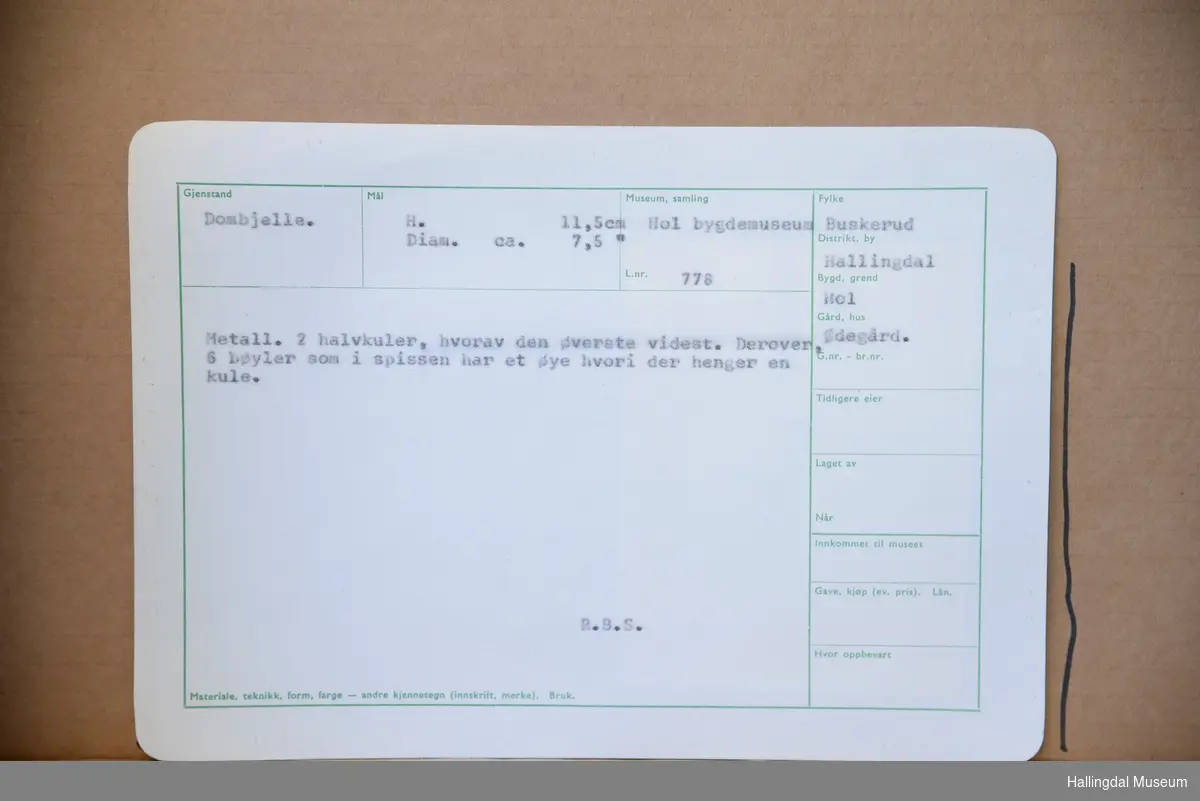 Gjenstand
Dombjelle.
Mål
H. 11,5cm
Diam. ca. 7,5 "
Museum, samling
Hol bygdemuseum
L.nr. 778
Fylke
Buskerud
Distrikt, by
Hallingdal
Bygd, grend
Hol
Gård, hus
Ødegård.
G.nr. - br.nr.
Metall. 2 halvkuler, hvorav den øverste videst. Derover,
6 bøyler som i spissen har et øye hvori der henger en
kule.
Tidligere eier
Laget av
Når
Innkommet til museet
Gave, kjøp (ev. pris). Lån.
Hvor oppbevart
R.B.S.
Materiale, teknikk, form, farge — andre kjennetegn (innskrift, merke). Bruk.
Hallingdal Museum